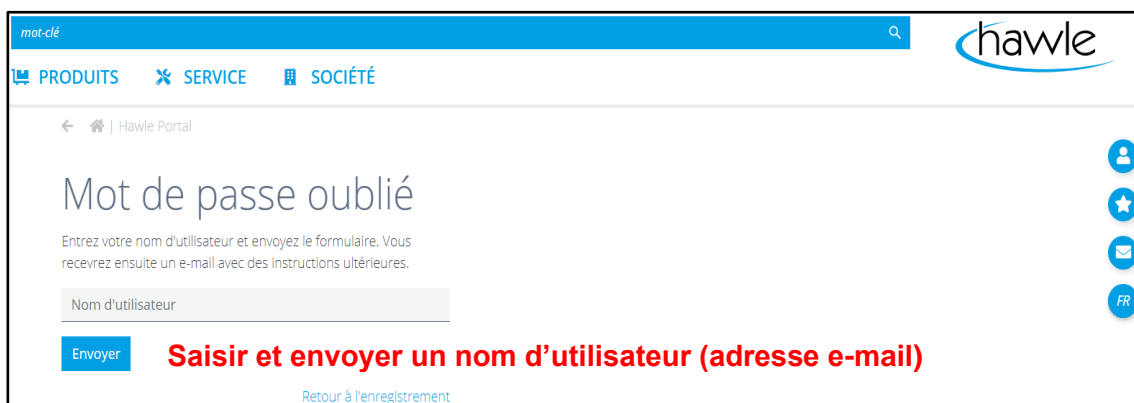 mot-clé
hawle
PRODUITS SERVICE SOCIÉTÉ
| Hawle Portal
Mot de passe oublié
Entrez votre nom d'utilisateur et envoyez le formulaire. Vous
recevrez ensuite un e-mail avec des instructions ultérieures.
Nom d'utilisateur
FR
Envoyer
Saisir et envoyer un nom d’utilisateur (adresse e-mail)
Retour à l'enregistrement